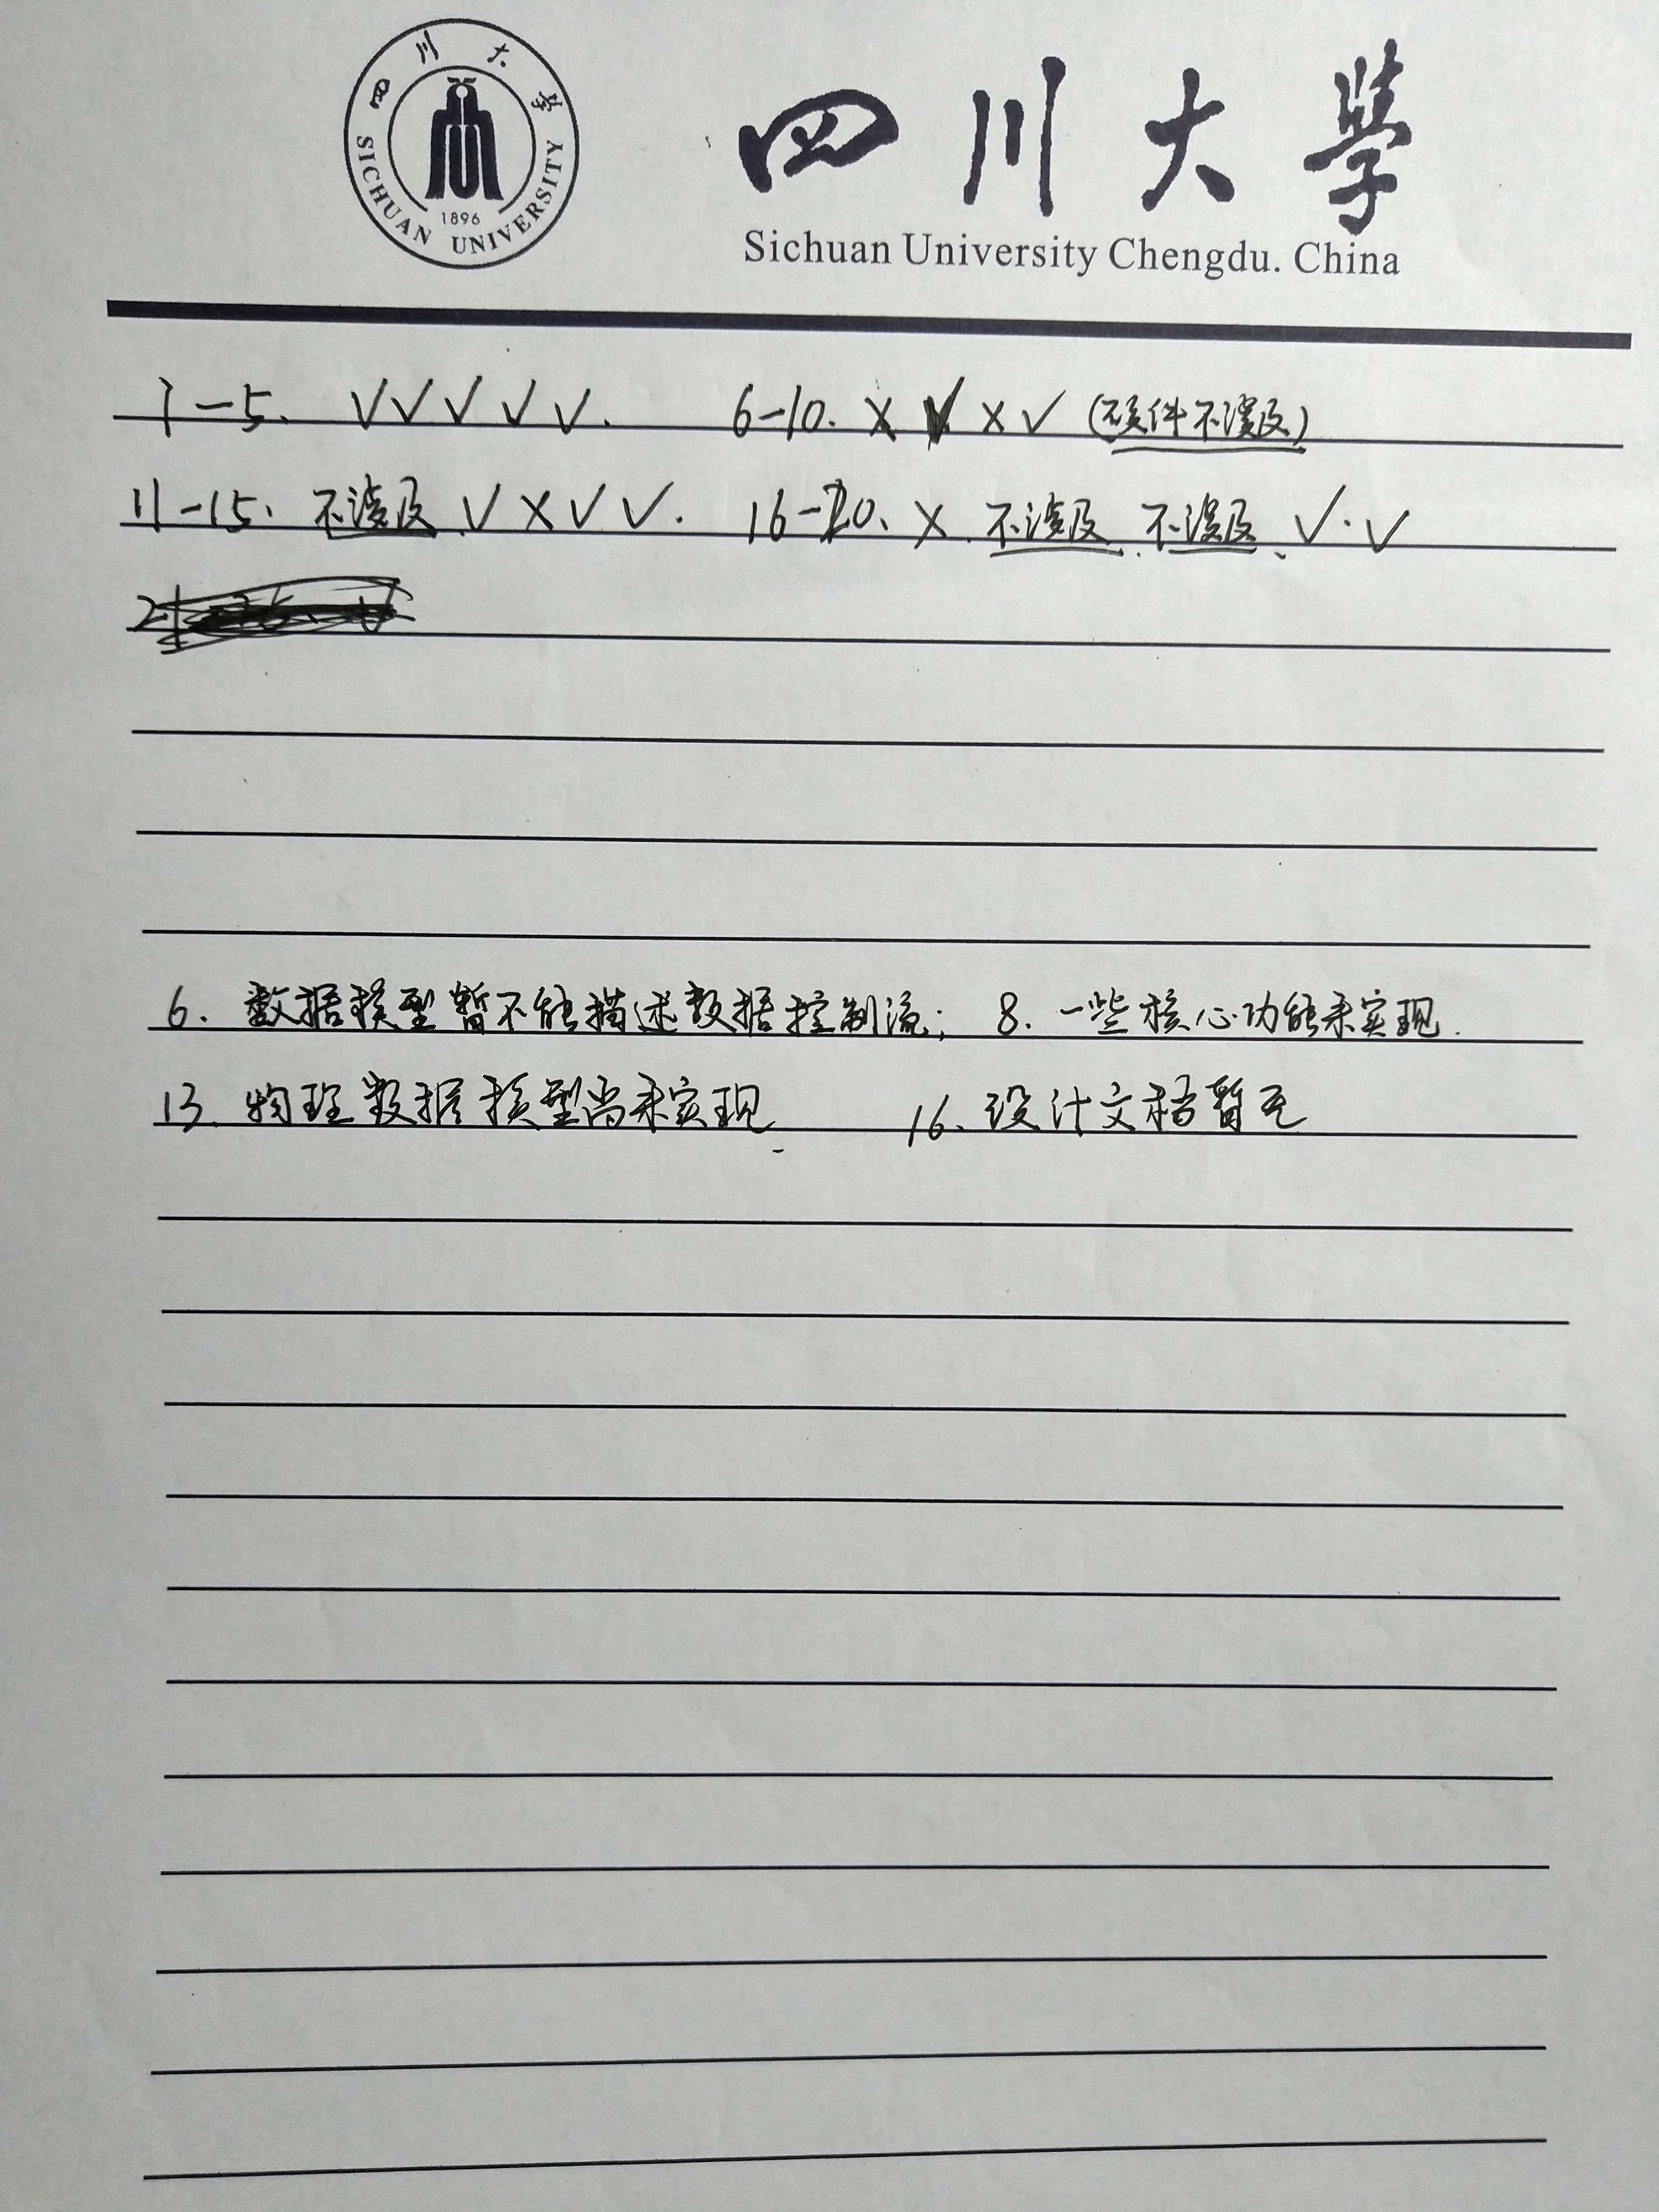 四川大學
SICHUAN UNIVERSITY
1896
四川大學
Sichuan University Chengdu. China
1-5. √√√√√. 6-10. × √ × √ (硬件不涉及)
11-15. 不涉及 √ × √ √. 16-20、× 不涉及、不涉及、√.√
21
6. 数据模型暂不能描述数据控制流; 8. 一些核心功能未实现.
13. 物理数据模型尚未实现. 16、设计文档暂无